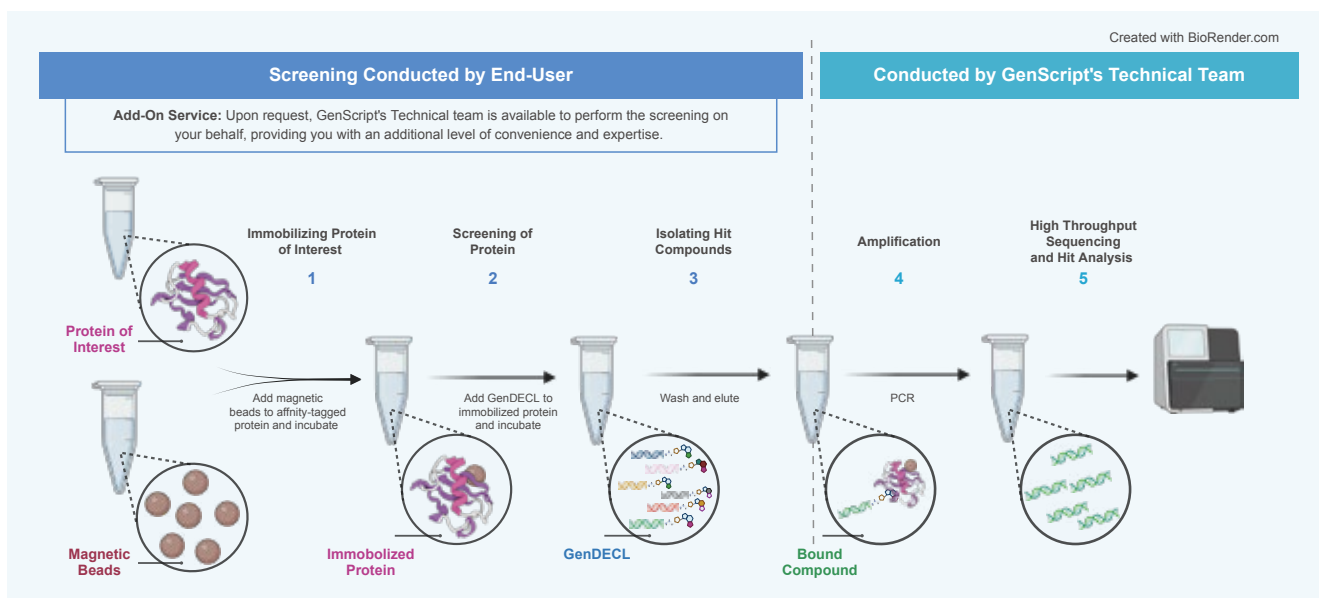 Created with BioRender.com
Screening Conducted by End-User
Conducted by GenScript's Technical Team
Add-On Service: Upon request, GenScript's Technical team is available to perform the screening on
your behalf, providing you with an additional level of convenience and expertise.
Immobilizing Protein
of Interest
1
Screening of
Protein
2
Isolating Hit
Compounds
3
Amplification
4
High Throughput
Sequencing
and Hit Analysis
5
Protein of
Interest
Add magnetic
beads to affnity-tagged
protein and incubate
Add GenDECL to
immobilized protein
and incubate
Wash and elute
PCR
Magnetic
Beads
Immobolized
Protein
GenDECL
Bound
Compound